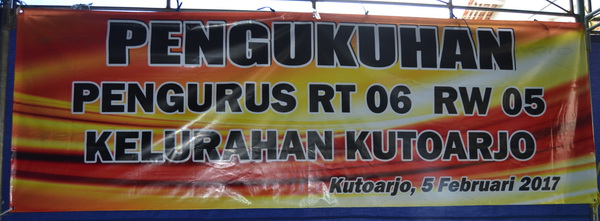 PENGUKUHAN
PENGURUS RT 06 RW 05
KELURAHAN KUTOARJO
Kutoarjo, 5 Februari 2017